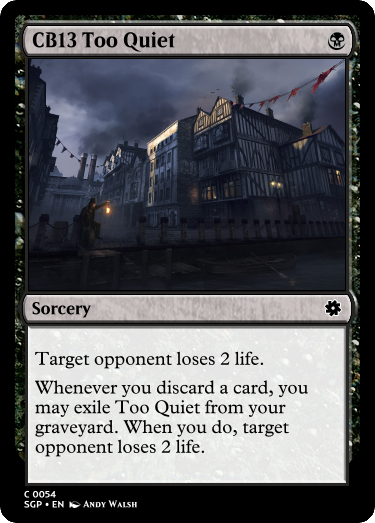 CB13 Too Quiet
Sorcery
Target opponent loses 2 life.
Whenever you discard a card, you
may exile Too Quiet from your
graveyard. When you do, target
opponent loses 2 life.
C 0054
SGP • EN Andy Walsh